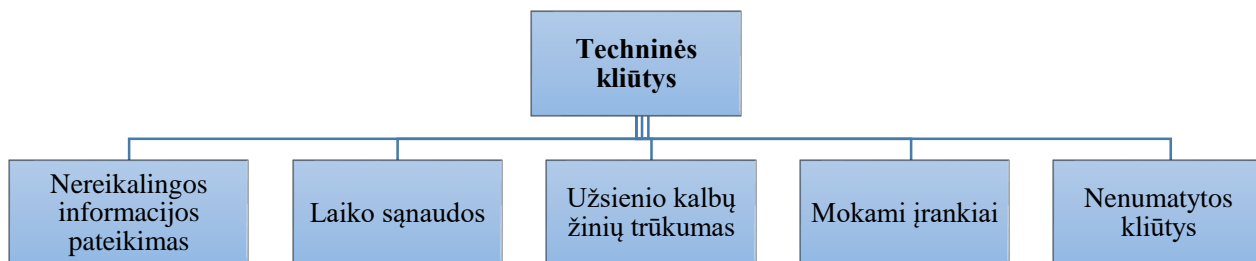 Techninės
kliūtys
Nereikalingos
informacijos
pateikimas
Laiko sąnaudos
Užsienio kalbų
žinių trūkumas
Mokami įrankiai
Nenumatytos
kliūtys